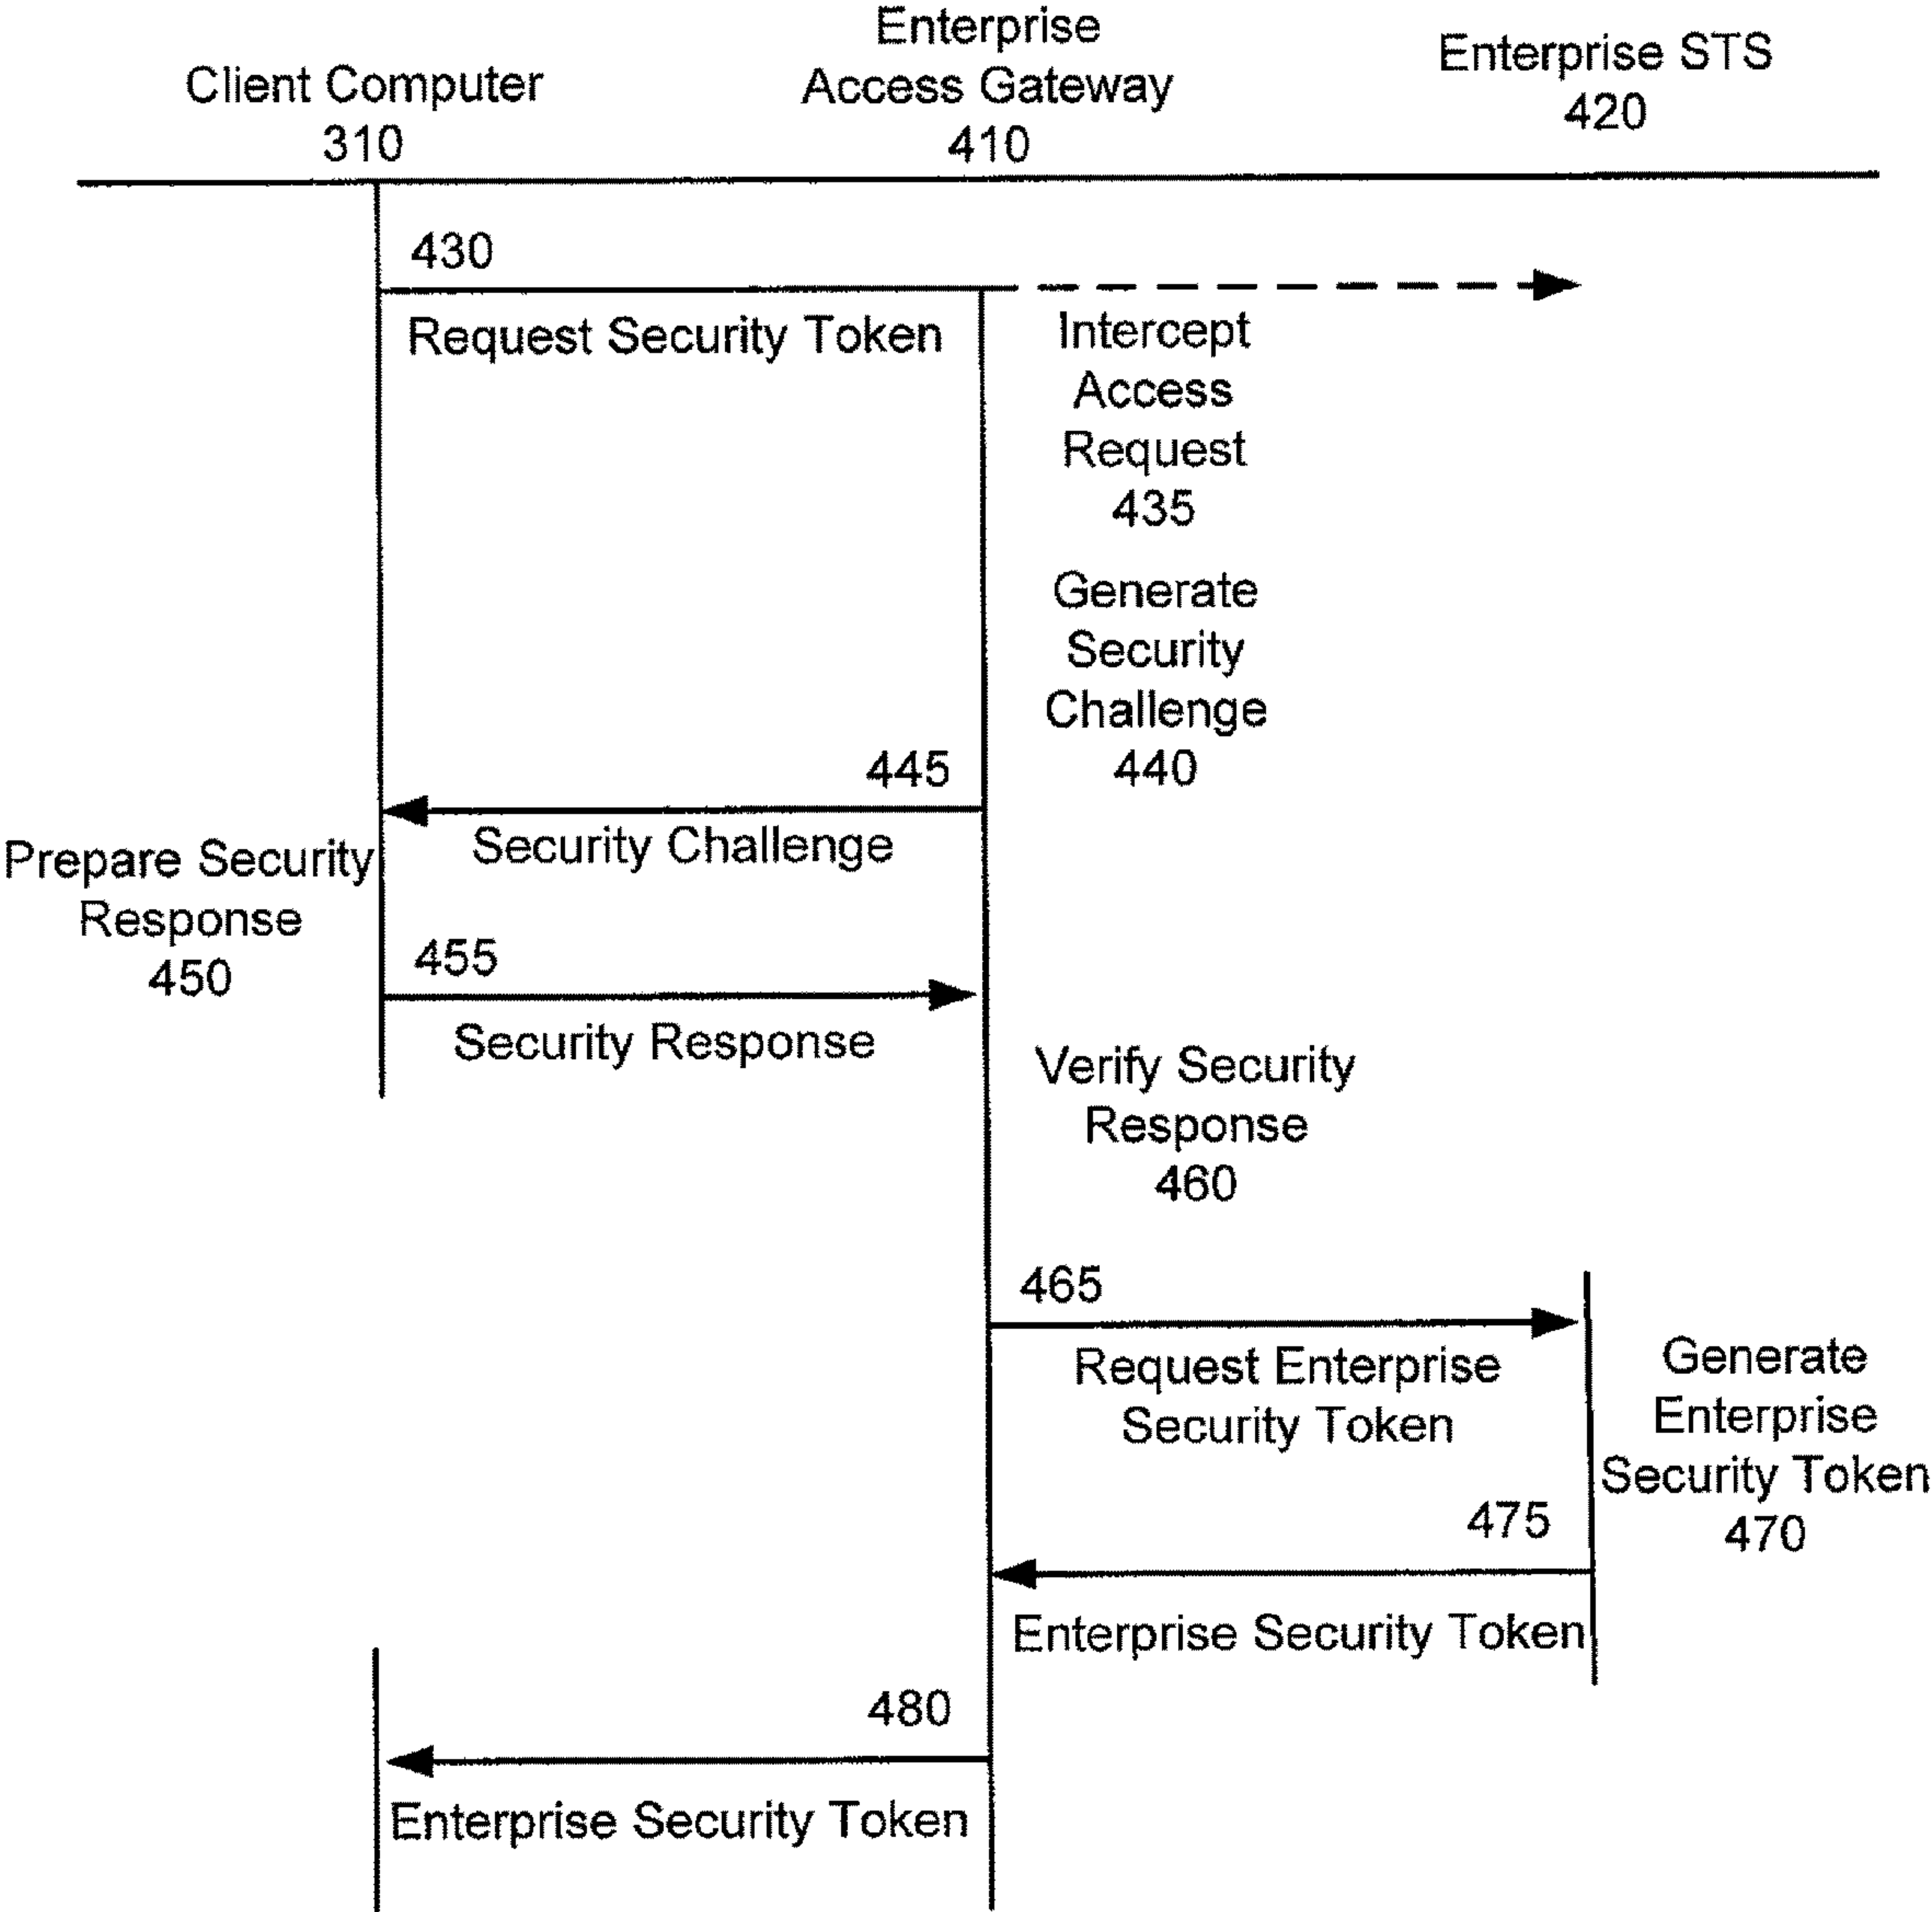 Client Computer
310
Enterprise
Access Gateway
410
Enterprise STS
420
430
Request Security Token
Intercept
Access
Request
435
Generate
Security
Challenge
440
445
Security Challenge
Prepare Security
Response
450
455
Security Response
Verify Security
Response
460
465
Request Enterprise
Security Token
Generate
Enterprise
Security Token
470
475
Enterprise Security Token
480
Enterprise Security Token